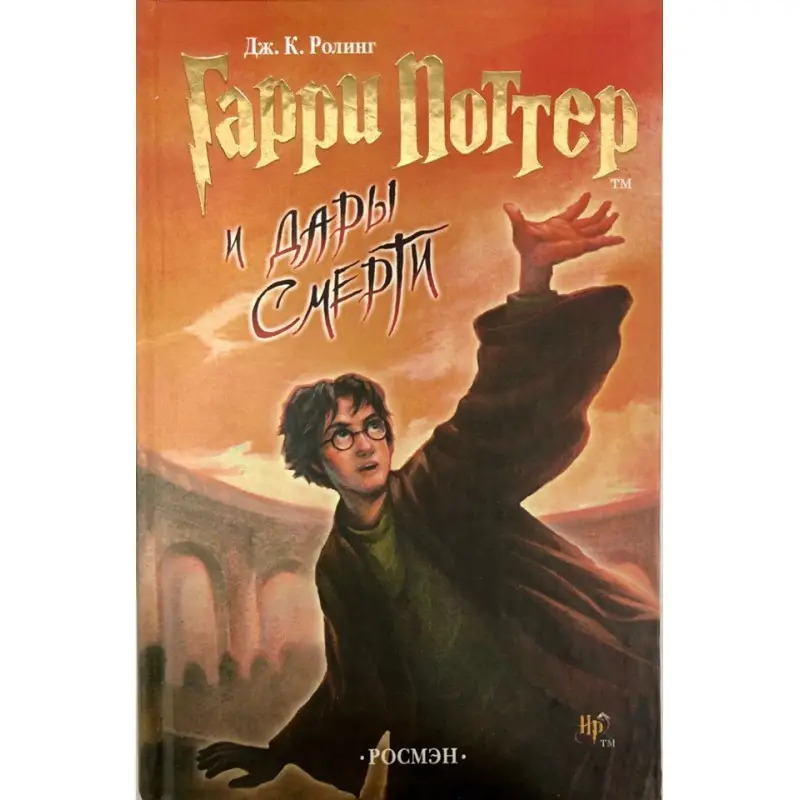 Дж. К. Ролинг
Гарри Поттер
TM
и ДАРЫ
СМЕРТИ
HP
TM
· РОСМЭН ·